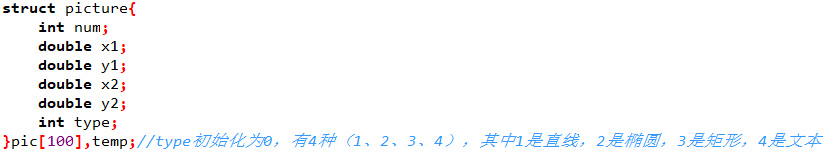 struct picture{
    int num;
    double x1;
    double y1;
    double x2;
    double y2;
    int type;
}pic[100],temp;//type初始化为0，有4种（1、2、3、4），其中1是直线，2是椭圆，3是矩形，4是文本